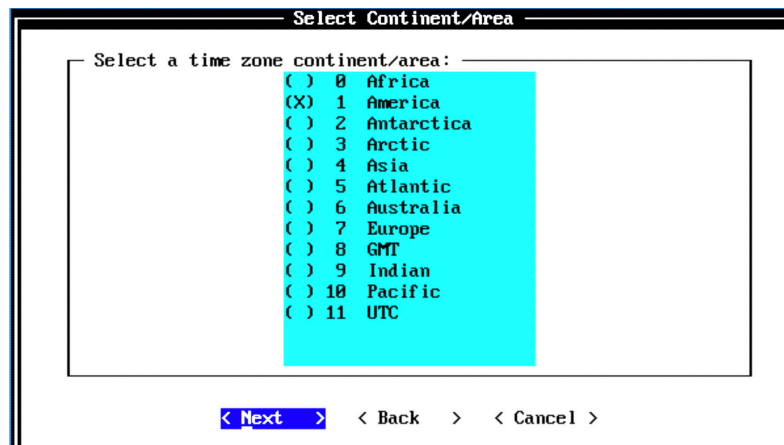 Select Continent/Area
Select a time zone continent/area:
( ) 0 Africa
(X) 1 America
( ) 2 Antarctica
( ) 3 Arctic
( ) 4 Asia
( ) 5 Atlantic
( ) 6 Australia
( ) 7 Europe
( ) 8 GMT
( ) 9 Indian
( ) 10 Pacific
( ) 11 UTC
< Next > < Back > < Cancel >